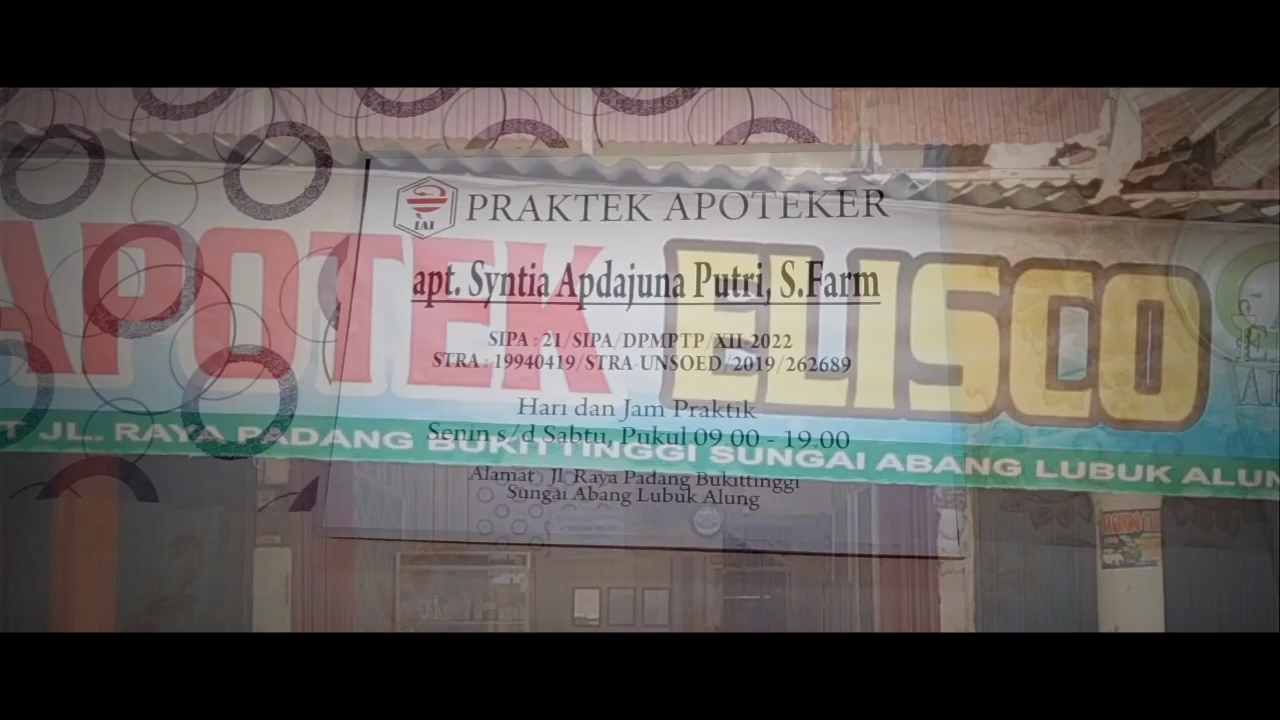 IAI
PRAKTEK APOTEKER
apt. Syntia Apdajuna Putri, S.Farm
SIPA : 21/SIPA/DPMPTP/XII-2022
STRA : 19940419/STRA-UNSOED/2019/262689
Hari dan Jam Praktik
Senin s/d Sabtu, Pukul 09.00 - 19.00
Alamat : Jl. Raya Padang Bukittinggi
Sungai Abang Lubuk Alung
APOTEK ELISCO
JL. RAYA PADANG BUKITTINGGI SUNGAI ABANG LUBUK ALUN